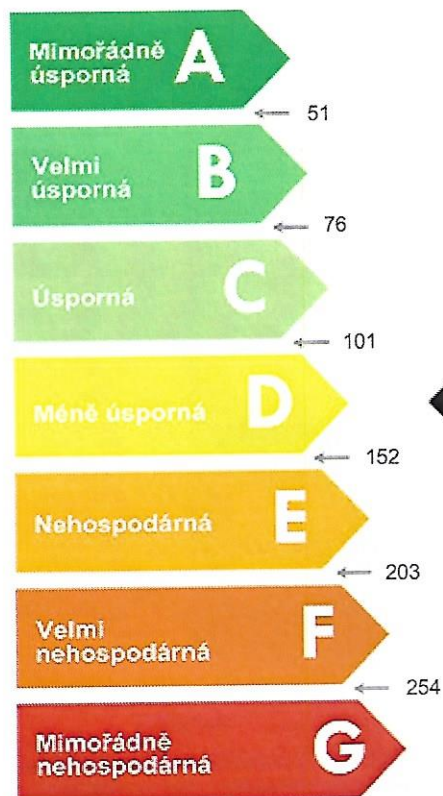 Mimořádně
úsporná
A
51
Velmi
úsporná
B
76
Úsporná
C
101
Méně úsporná
D
152
Nehospodárná
E
203
Velmi
nehospodárná
F
254
Mimořádně
nehospodárná
G